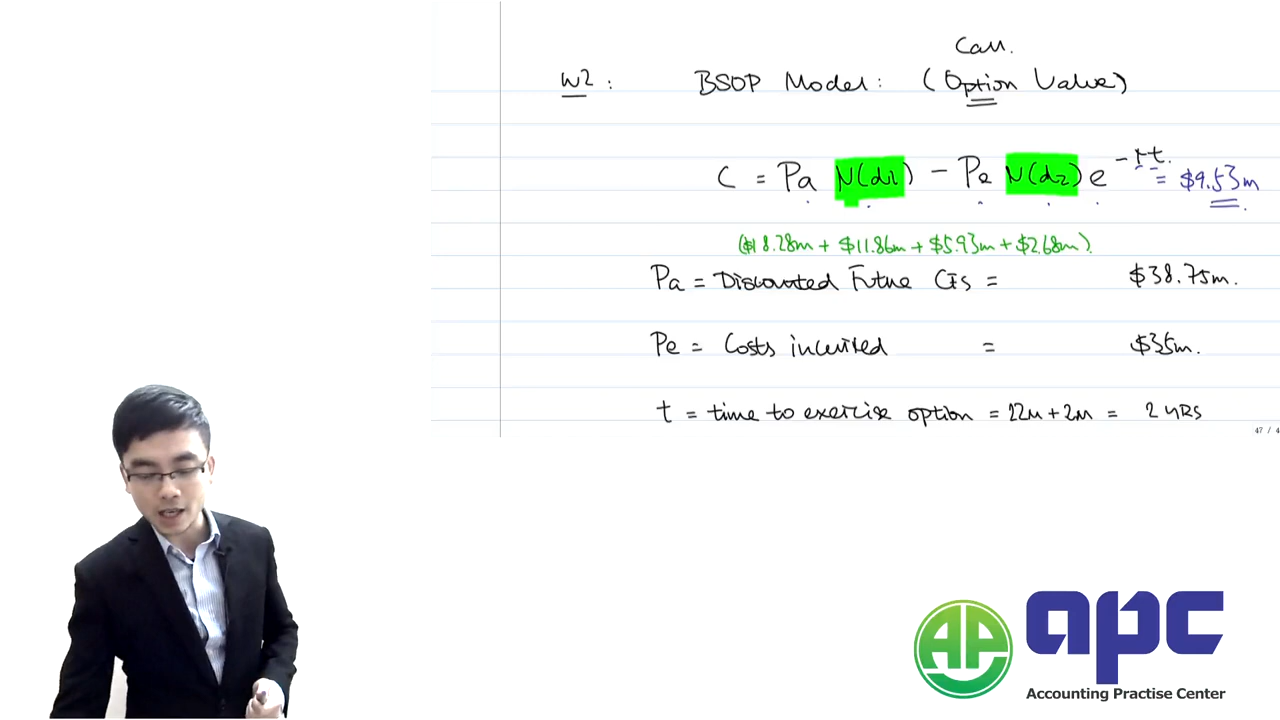 Call.
W2: BSOP Model: (Option Value)
C = Pa N(d1) - Pe N(d2) e -rt. = $9.53m
($18.28m + $11.86m + $5.93m + $2.68m)
Pa = Discounted Future CFs = $38.75m.
Pe = Costs incurred = $35m.
t = time to exercise option = 22M + 2M = 2 YRS
47 / 4
AP
apc
Accounting Practise Center